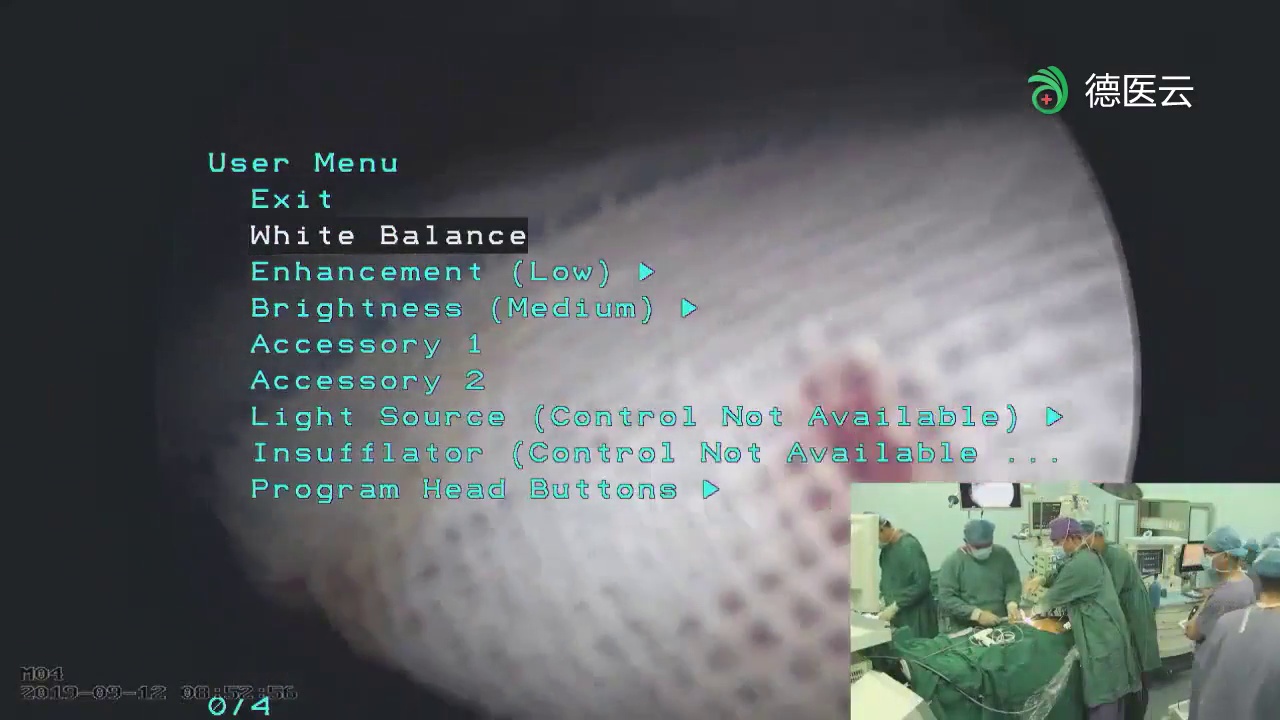 德医云
User Menu
Exit
White Balance
Enhancement (Low) ▶
Brightness (Medium) ▶
Accessory 1
Accessory 2
Light Source (Control Not Available) ▶
Insufflator (Control Not Available ...
Program Head Buttons ▶
M04
2019-09-12 08:52:56
0/4